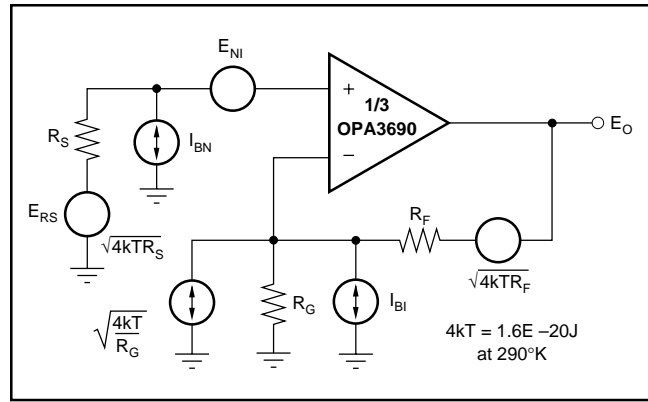 E_NI
1/3
OPA3690
+
−
E_O
R_S
I_BN
E_RS
√4kTR_S
R_F
√4kTR_F
√4kT/R_G
R_G
I_BI
4kT = 1.6E –20J
at 290°K